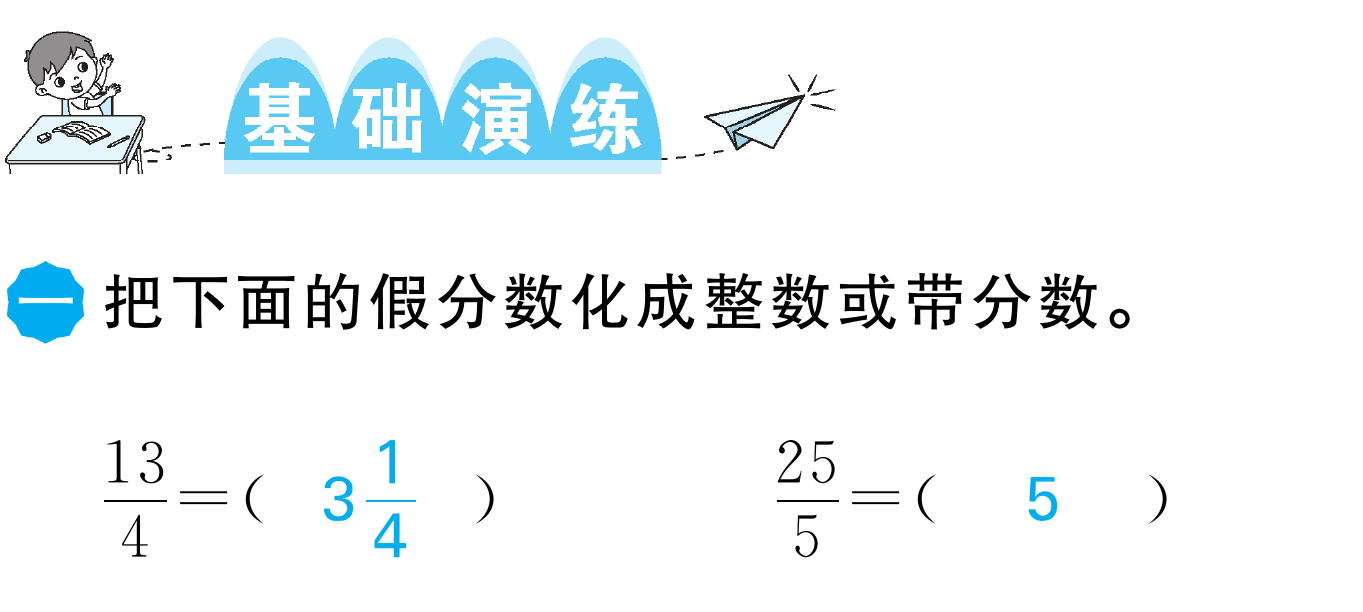 基础演练
一 把下面的假分数化成整数或带分数。
13/4=( 3 1/4 ) 25/5=( 5 )